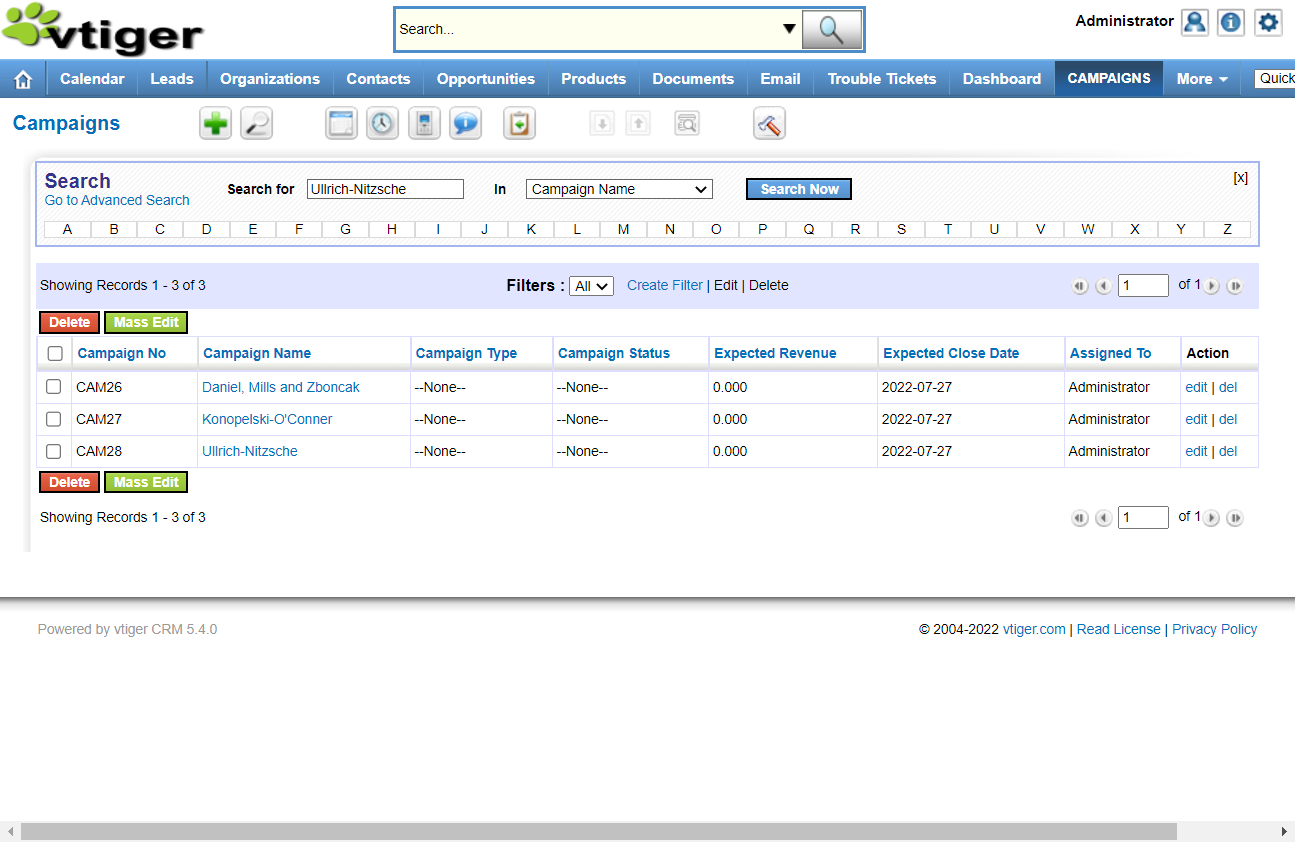 vtiger
Search...
Administrator
Calendar Leads Organizations Contacts Opportunities Products Documents Email Trouble Tickets Dashboard CAMPAIGNS More Quick
Campaigns
Search
Go to Advanced Search
Search for Ullrich-Nitzsche In Campaign Name Search Now [x]
A B C D E F G H I J K L M N O P Q R S T U V W X Y Z
Showing Records 1 - 3 of 3 Filters : All Create Filter | Edit | Delete 1 of 1
Delete Mass Edit
Campaign No Campaign Name Campaign Type Campaign Status Expected Revenue Expected Close Date Assigned To Action
CAM26 Daniel, Mills and Zboncak --None-- --None-- 0.000 2022-07-27 Administrator edit | del
CAM27 Konopelski-O'Conner --None-- --None-- 0.000 2022-07-27 Administrator edit | del
CAM28 Ullrich-Nitzsche --None-- --None-- 0.000 2022-07-27 Administrator edit | del
Delete Mass Edit
Showing Records 1 - 3 of 3 1 of 1
Powered by vtiger CRM 5.4.0 © 2004-2022 vtiger.com | Read License | Privacy Policy